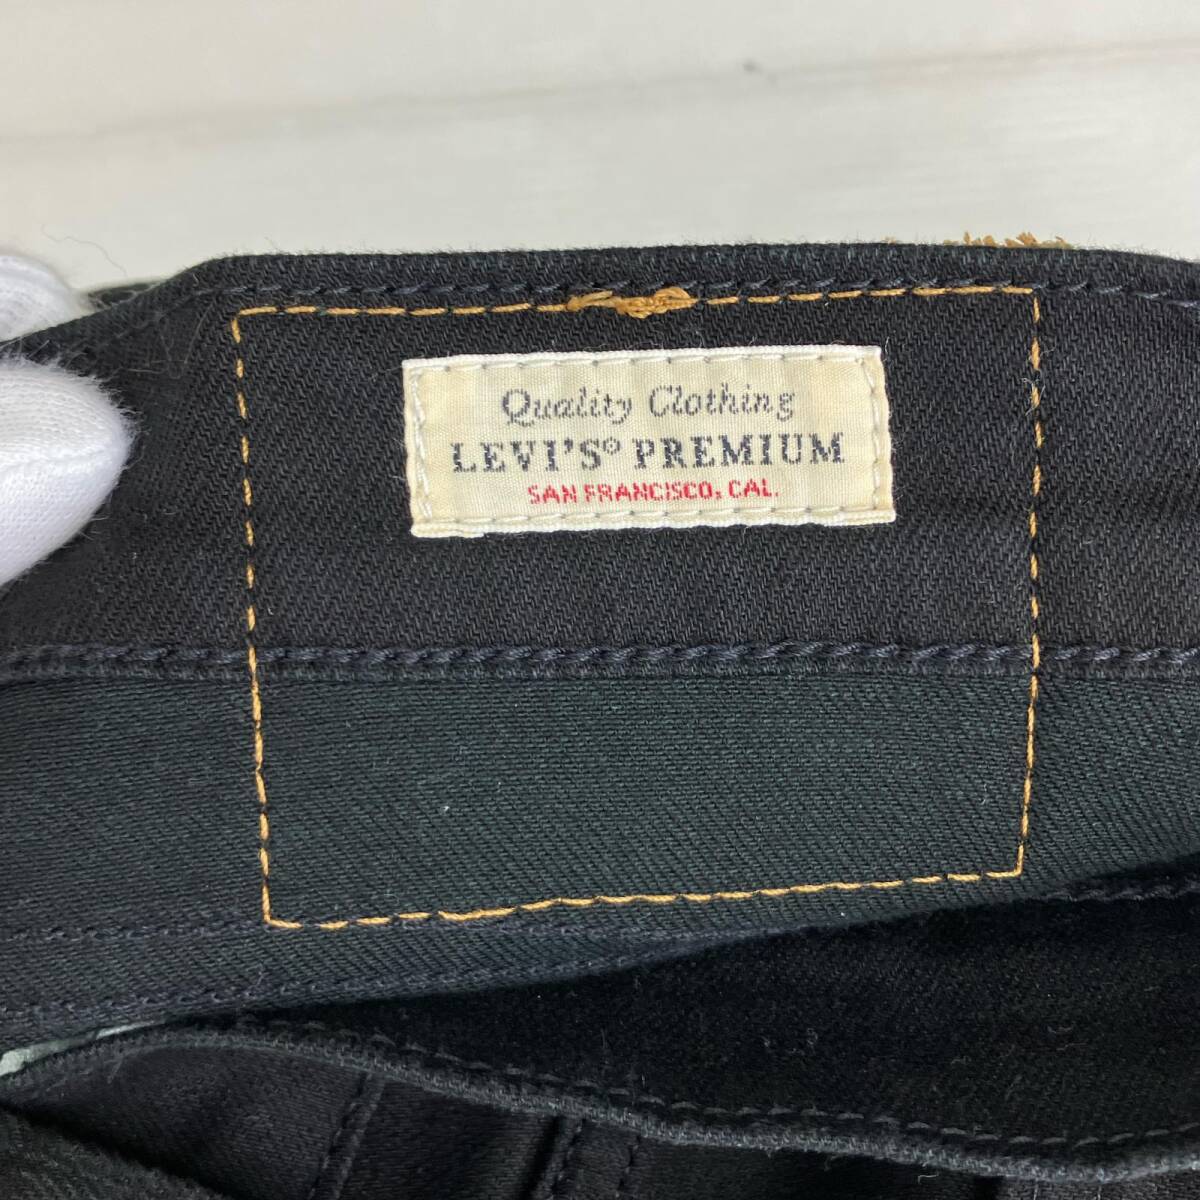 Quality Clothing
LEVI'S® PREMIUM
SAN FRANCISCO, CAL.